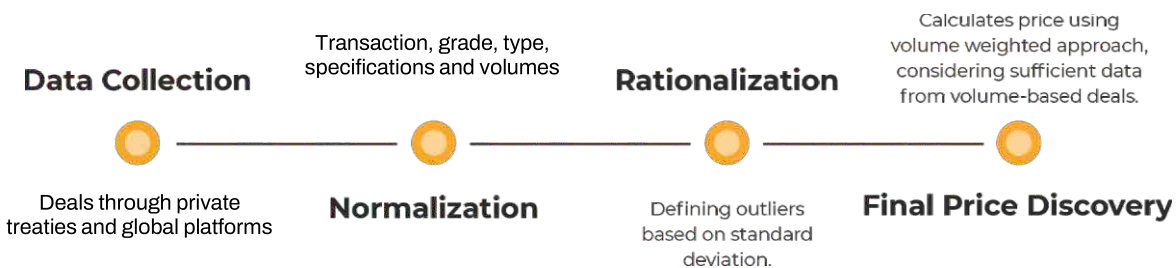 Data Collection
Deals through private
treaties and global platforms
Transaction, grade, type,
specifications and volumes
Normalization
Rationalization
Defining outliers
based on standard
deviation.
Calculates price using
volume weighted approach,
considering sufficient data
from volume-based deals.
Final Price Discovery